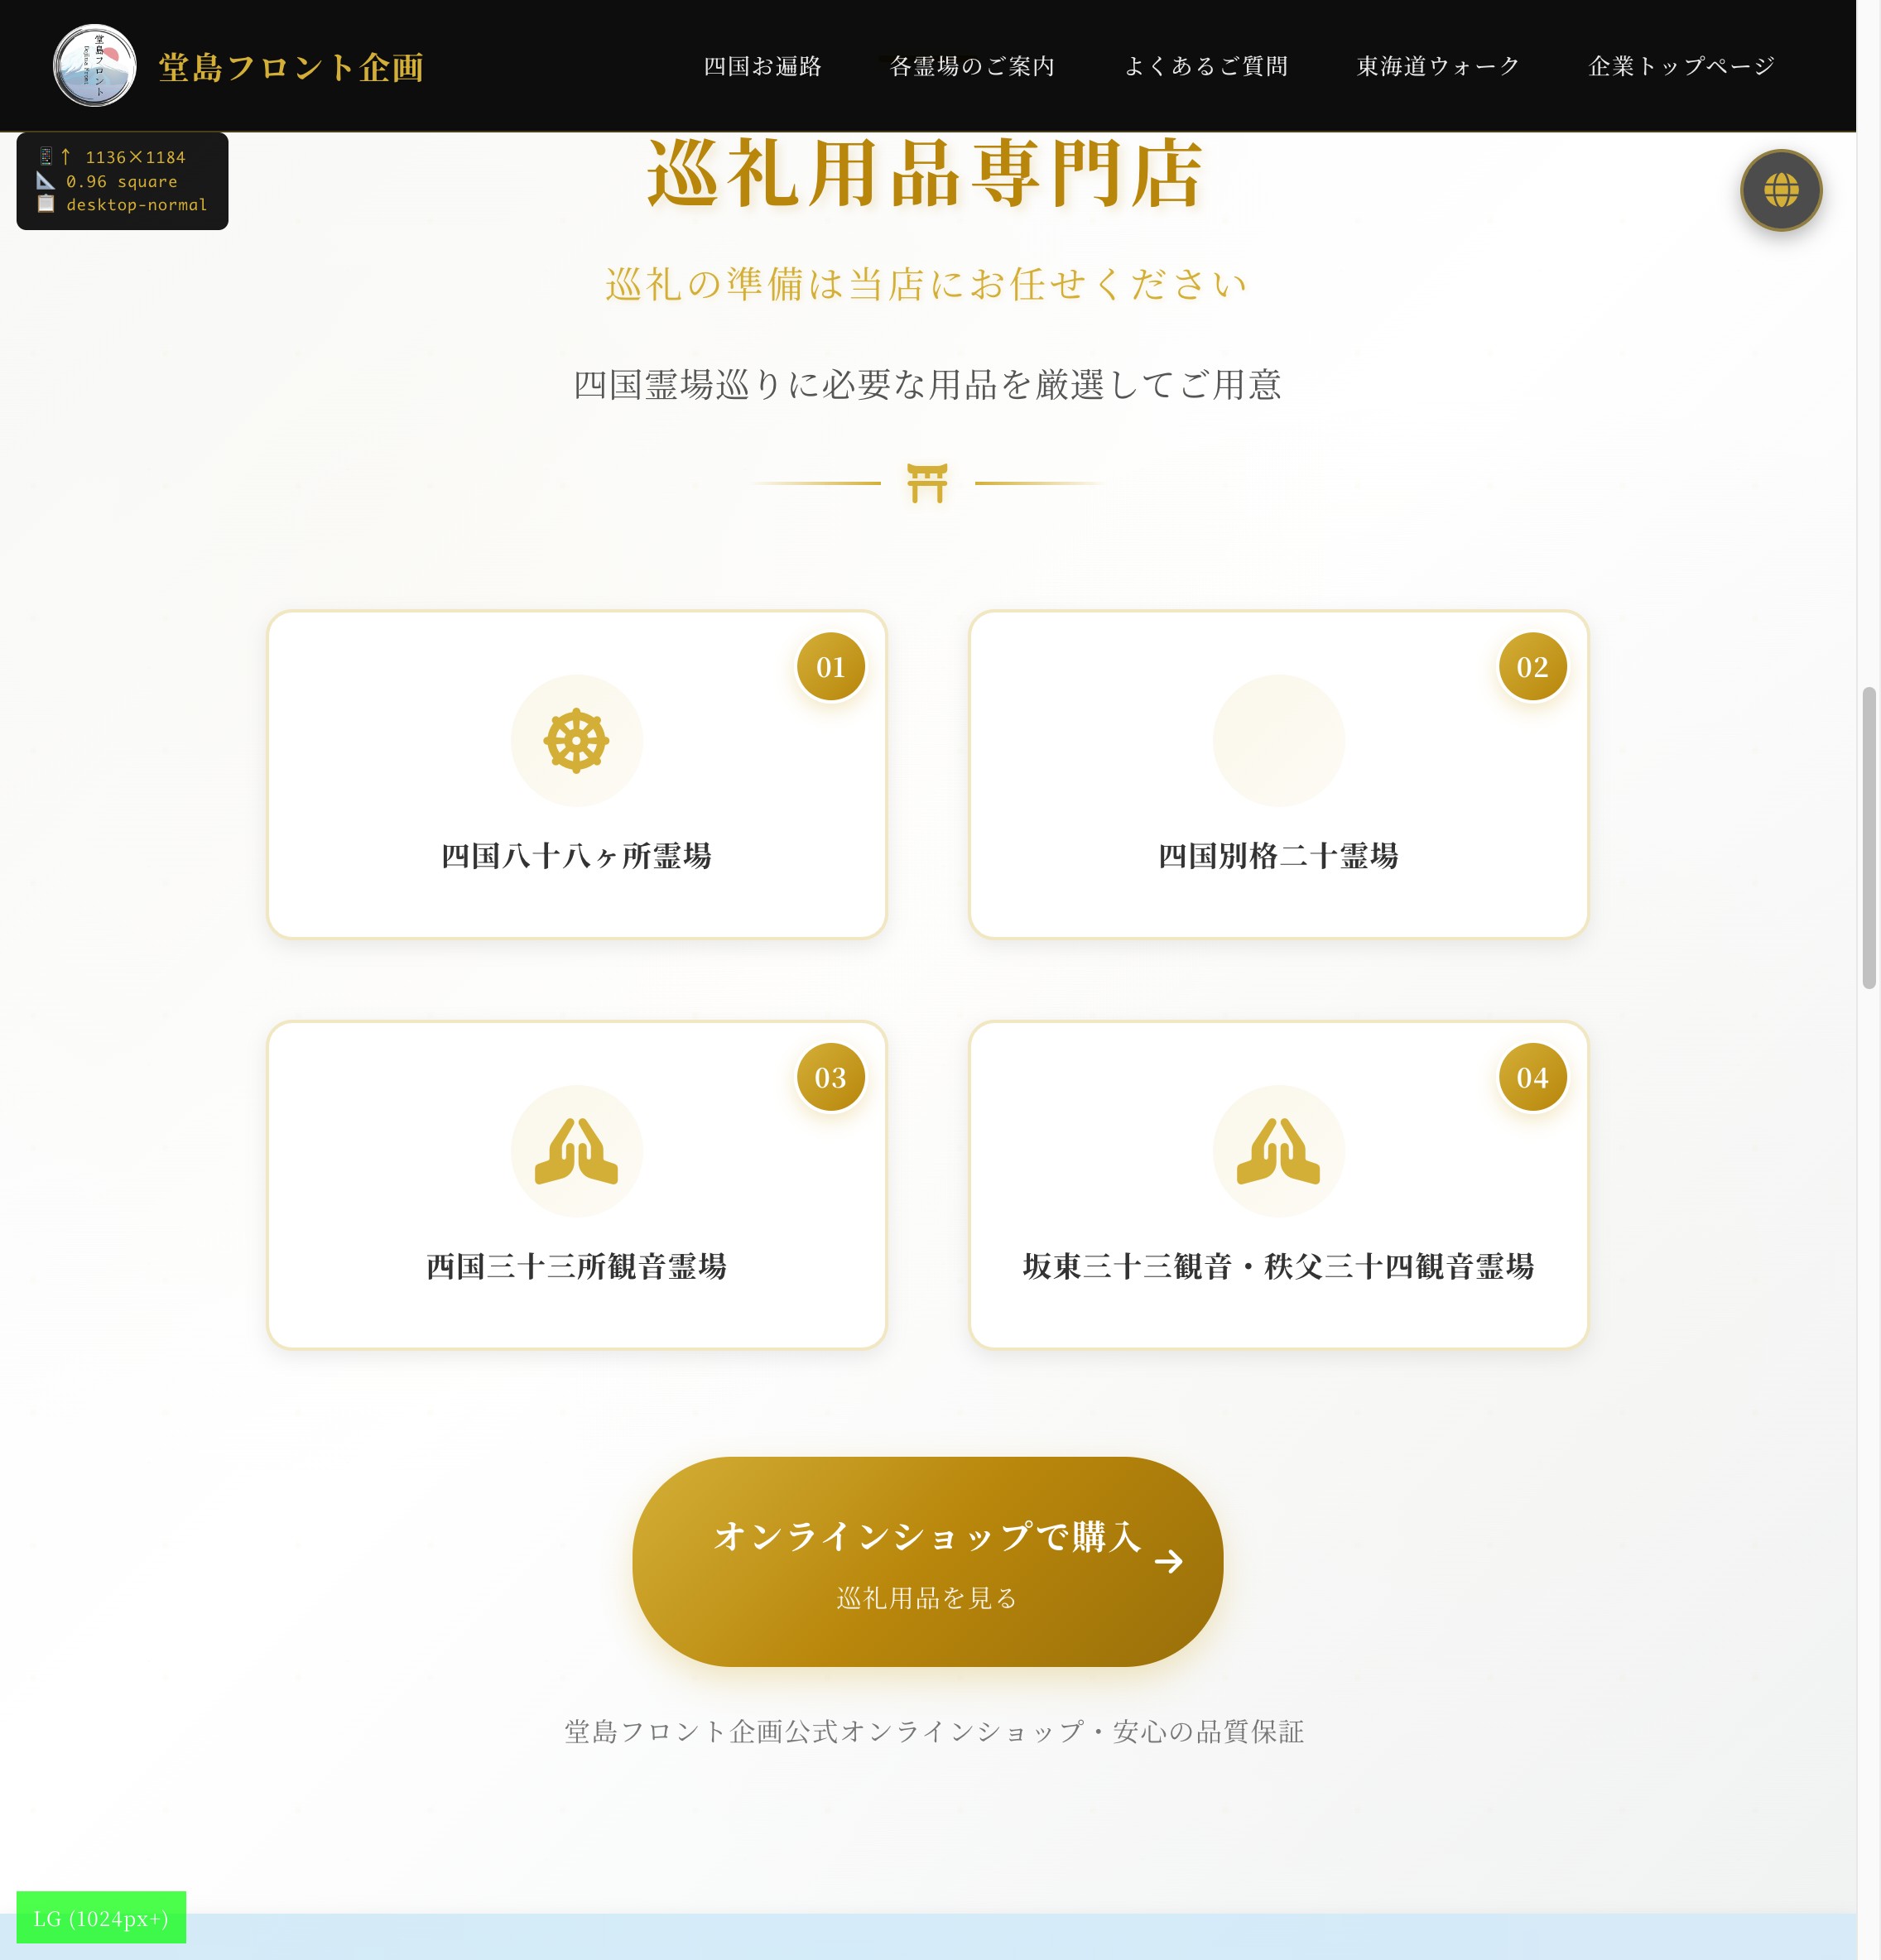 堂島フロント
堂島フロント企画
四国お遍路
各霊場のご案内
よくあるご質問
東海道ウォーク
企業トップページ
1136×1184
0.96 square
desktop-normal
巡礼用品専門店
巡礼の準備は当店にお任せください
四国霊場巡りに必要な用品を厳選してご用意
01
四国八十八ヶ所霊場
02
四国別格二十霊場
03
西国三十三所観音霊場
04
坂東三十三観音・秩父三十四観音霊場
オンラインショップで購入
巡礼用品を見る
堂島フロント企画公式オンラインショップ・安心の品質保証
LG (1024px+)